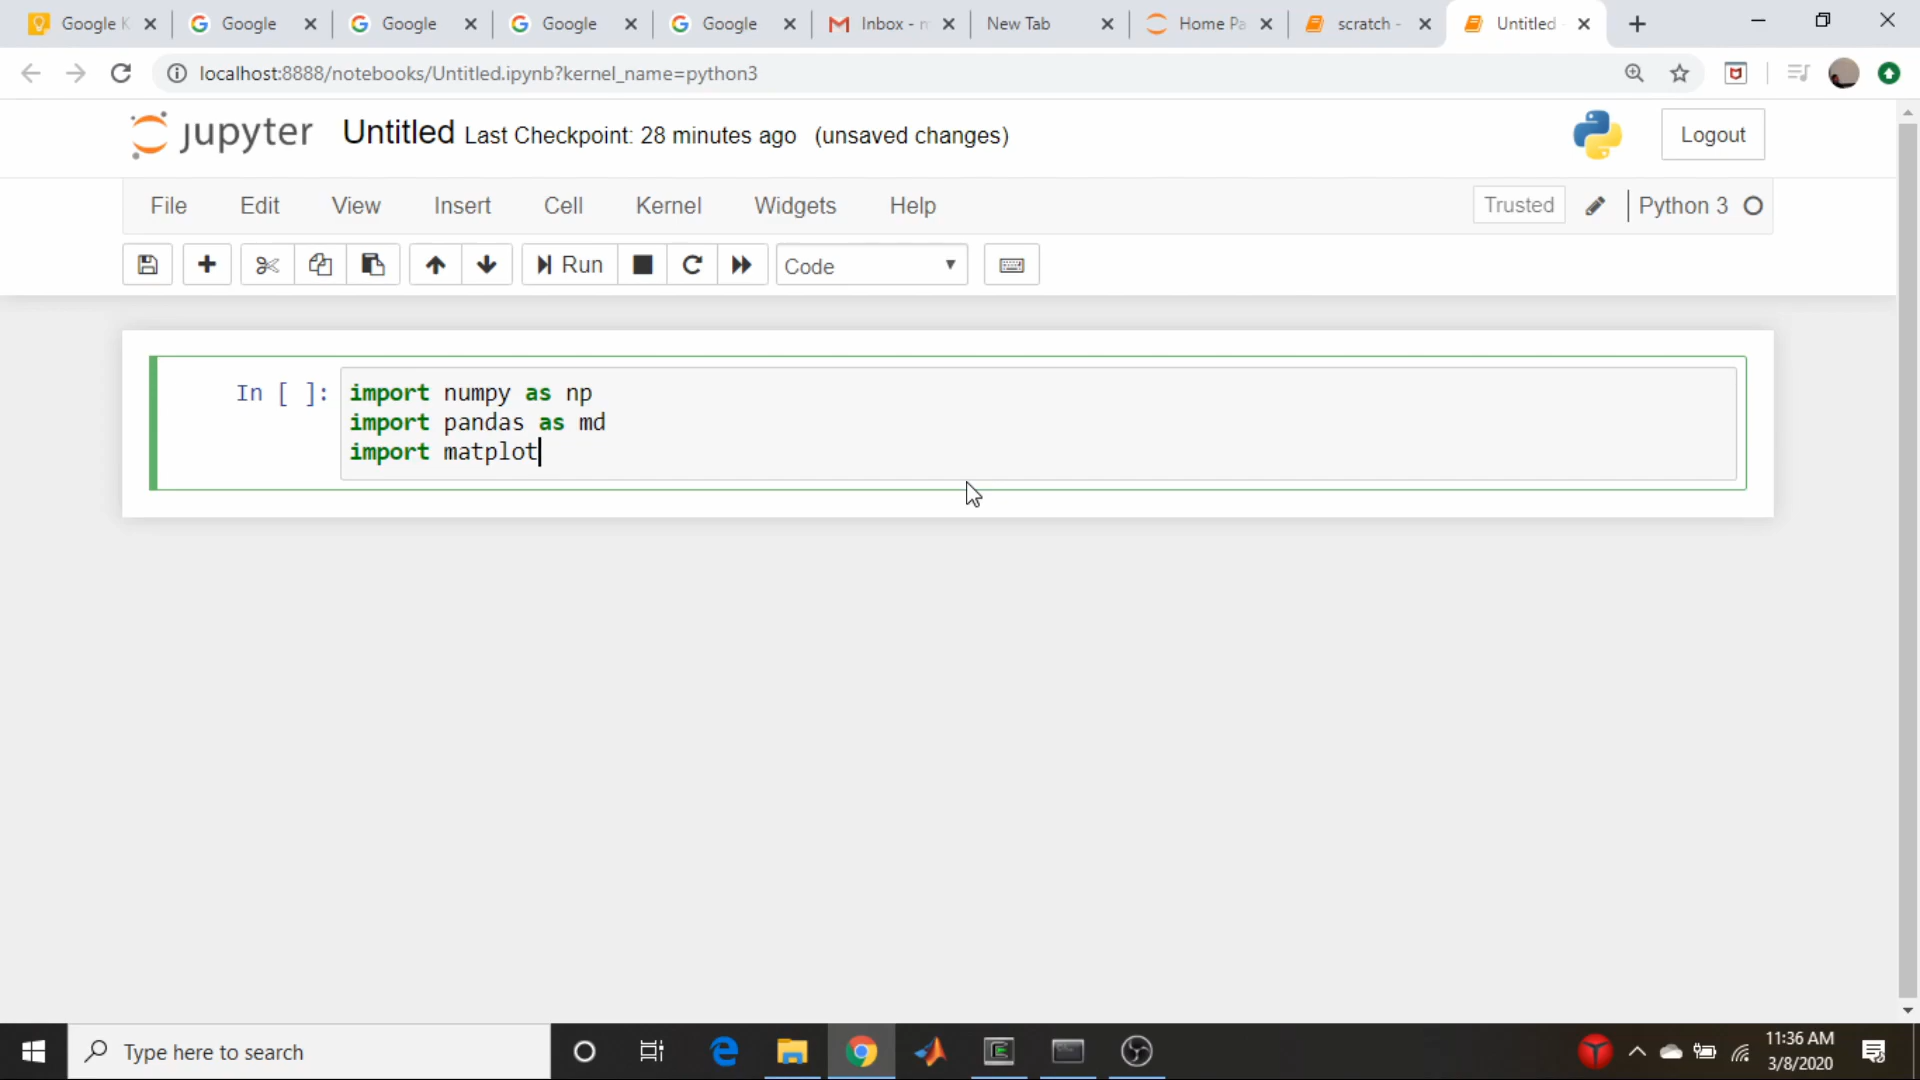 Google K
Google
Google
Google
Google
Inbox - n
New Tab
Home Pa
scratch -
Untitled
localhost:8888/notebooks/Untitled.ipynb?kernel_name=python3
jupyter Untitled Last Checkpoint: 28 minutes ago (unsaved changes)
Logout
File Edit View Insert Cell Kernel Widgets Help
Trusted
Python 3
Run
Code
In [ ]: import numpy as np
import pandas as md
import matplot
Type here to search
11:36 AM
3/8/2020